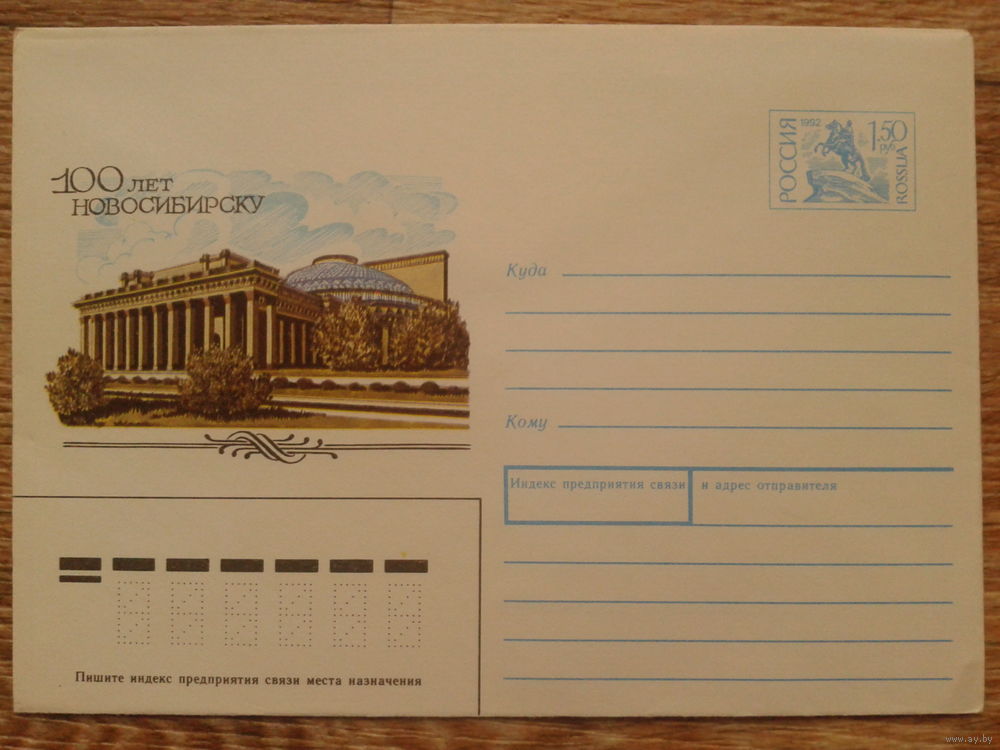 РОССИЯ
1992
1.50
руб
ROSSIJA
100 ЛЕТ
НОВОСИБИРСКУ
Куда
Кому
Индекс предприятия связи и адрес отправителя
Пишите индекс предприятия связи места назначения
www.ay.by